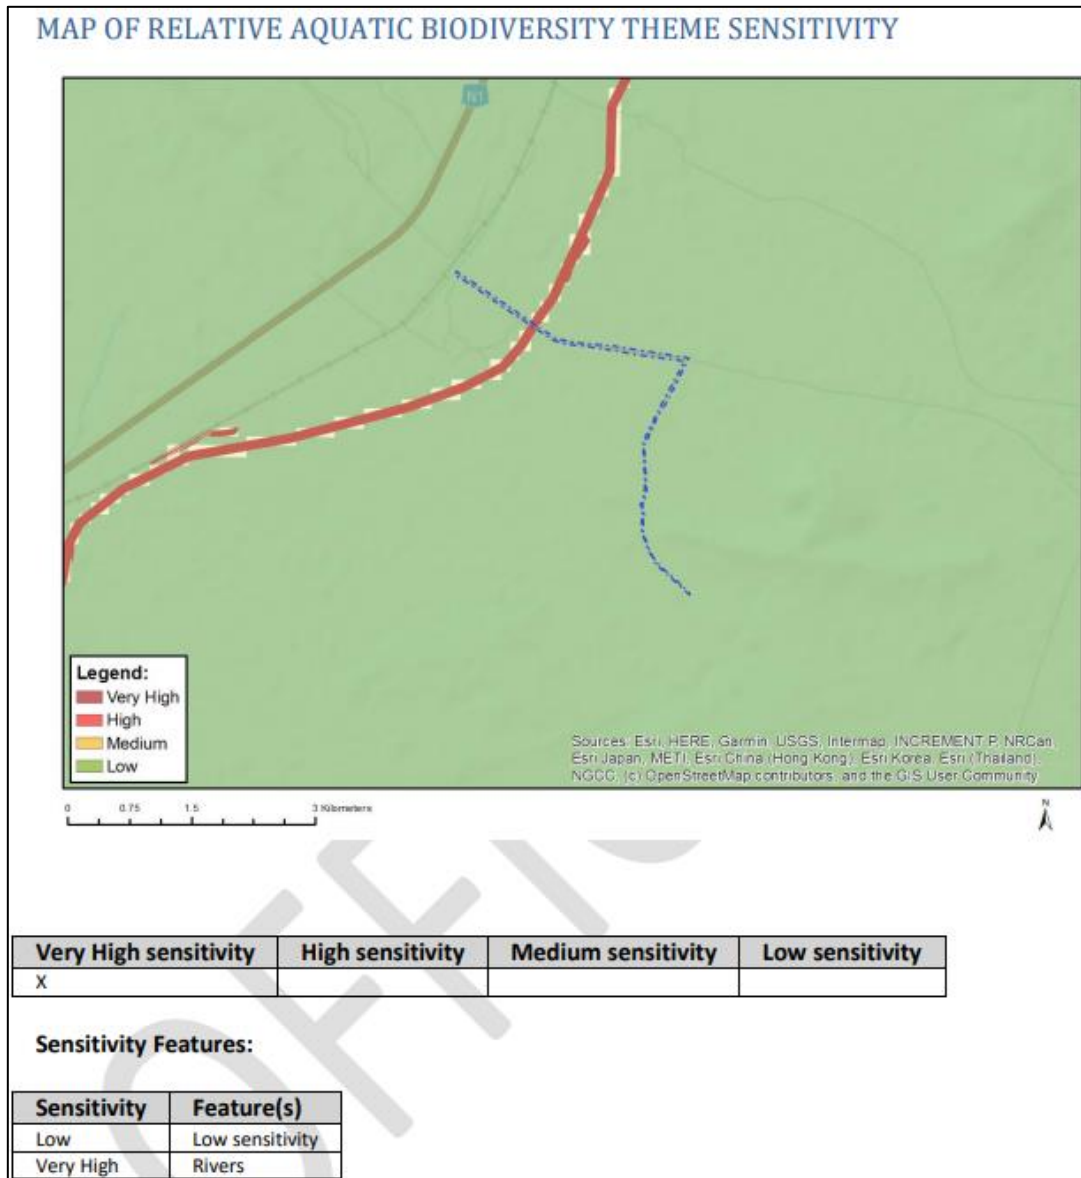 MAP OF RELATIVE AQUATIC BIODIVERSITY THEME SENSITIVITY
N1
Legend:
Very High
High
Medium
Low
Sources: Esri, HERE, Garmin, USGS, Intermap, INCREMENT P, NRCan,
Esri Japan, METI, Esri China (Hong Kong), Esri Korea, Esri (Thailand),
NGCC, (c) OpenStreetMap contributors, and the GIS User Community
0 0.75 1.5 3 Kilometers
N
Very High sensitivity High sensitivity Medium sensitivity Low sensitivity
X
Sensitivity Features:
Sensitivity Feature(s)
Low Low sensitivity
Very High Rivers